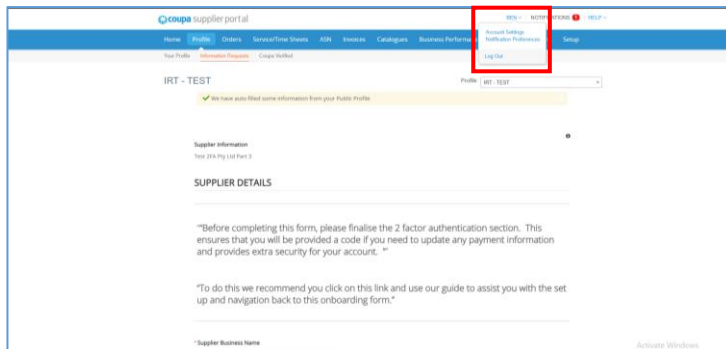 coupa supplier portal
BEN NOTIFICATIONS HELP
Home Profile Orders Service/Time Sheets ASN Invoices Catalogues Business Performance Setup
Account Settings
Notification Preferences
Log Out
Your Profile Information Requests Coupa Verified
IRT - TEST
Profile IRT - TEST
We have auto-filled some information from your Public Profile
Supplier Information
Test 2FA Pty Ltd Part 3
SUPPLIER DETAILS
"“Before completing this form, please finalise the 2 factor authentication section. This
ensures that you will be provided a code if you need to update any payment information
and provides extra security for your account. “”
“To do this we recommend you click on this link and use our guide to assist you with the set
up and navigation back to this onboarding form.”
* Supplier Business Name
Activate Windows